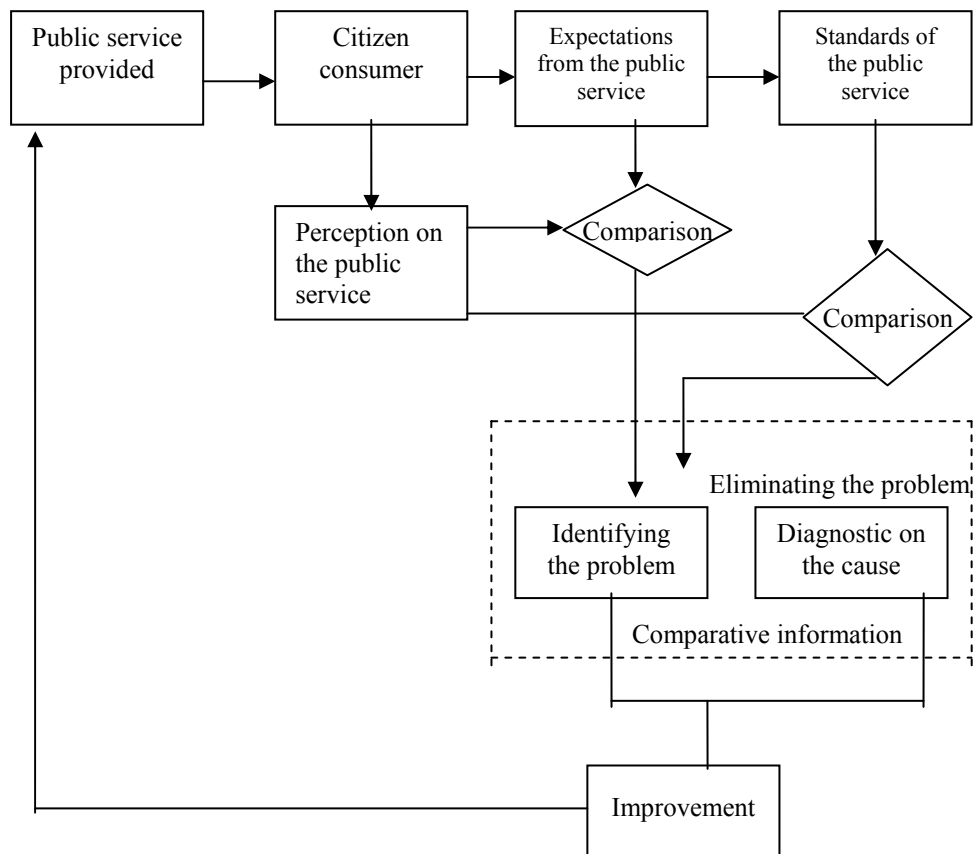 Public service
provided
Citizen
consumer
Expectations
from the public
service
Standards of
the public
service
Perception on
the public
service
Comparison
Comparison
Eliminating the problem
Identifying
the problem
Diagnostic on
the cause
Comparative information
Improvement